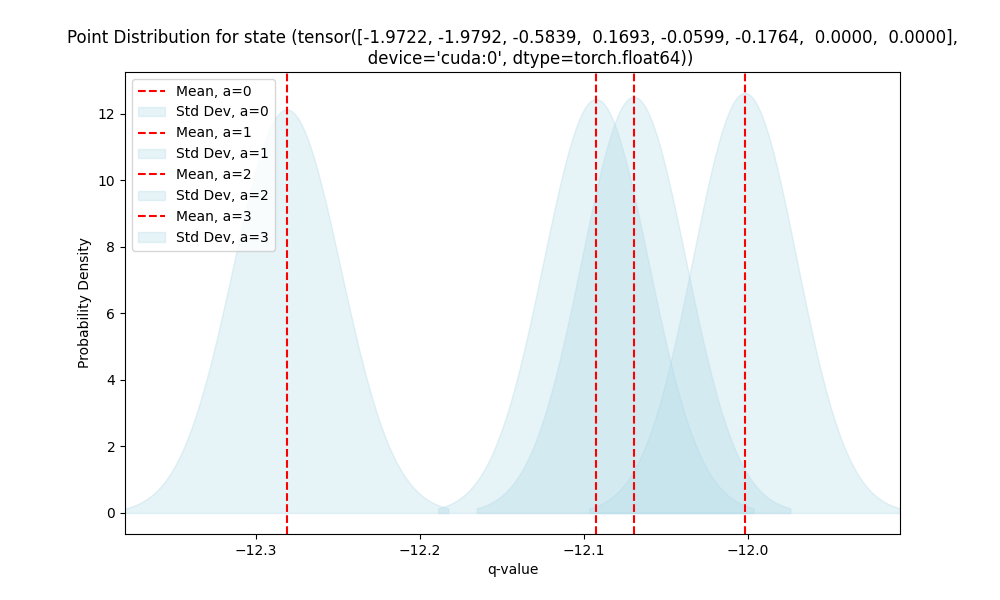 Point Distribution for state (tensor([-1.9722, -1.9792, -0.5839,  0.1693, -0.0599, -0.1764,  0.0000,  0.0000],
device='cuda:0', dtype=torch.float64))
Mean, a=0
Std Dev, a=0
Mean, a=1
Std Dev, a=1
Mean, a=2
Std Dev, a=2
Mean, a=3
Std Dev, a=3
Probability Density
12
10
8
6
4
2
0
−12.3 −12.2 −12.1 −12.0
q-value